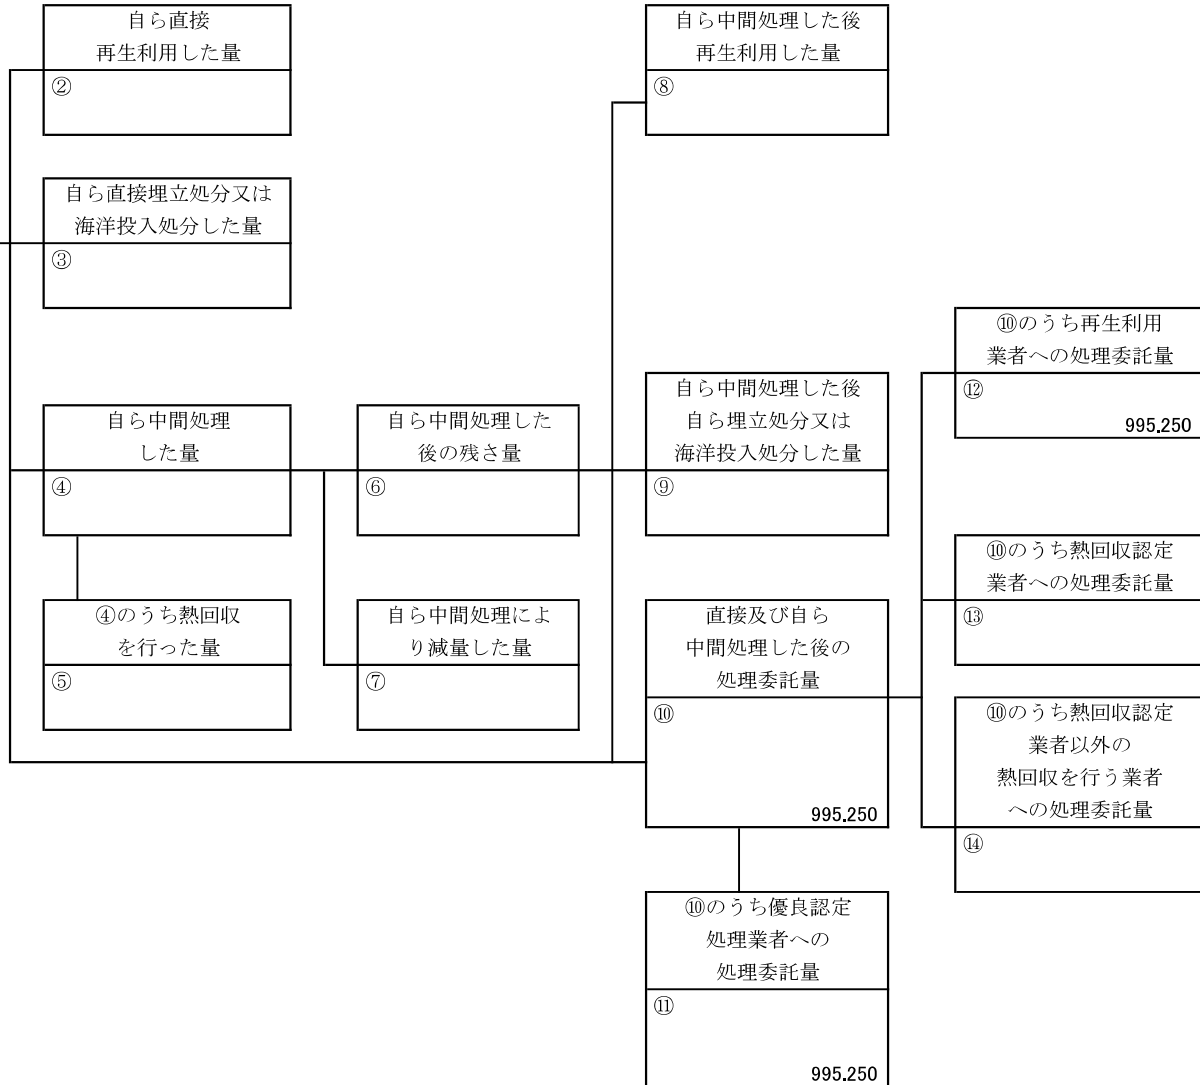 自ら直接
再生利用した量
②
自ら中間処理した後
再生利用した量
⑧
自ら直接埋立処分又は
海洋投入処分した量
③
⑩のうち再生利用
業者への処理委託量
⑫
995.250
自ら中間処理
した量
④
自ら中間処理した
後の残さ量
⑥
自ら中間処理した後
自ら埋立処分又は
海洋投入処分した量
⑨
⑩のうち熱回収認定
業者への処理委託量
⑬
④のうち熱回収
を行った量
⑤
自ら中間処理によ
り減量した量
⑦
直接及び自ら
中間処理した後の
処理委託量
⑩
995.250
⑩のうち熱回収認定
業者以外の
熱回収を行う業者
への処理委託量
⑭
⑩のうち優良認定
処理業者への
処理委託量
⑪
995.250